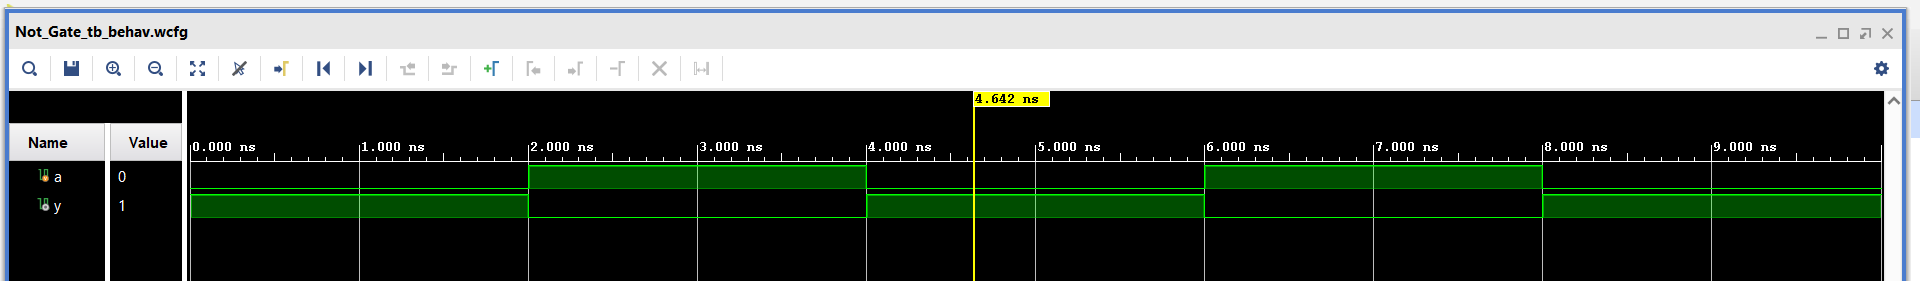 Not_Gate_tb_behav.wcfg
4.642 ns
Name Value 0.000 ns 1.000 ns 2.000 ns 3.000 ns 4.000 ns 5.000 ns 6.000 ns 7.000 ns 8.000 ns 9.000 ns
a 0
y 1